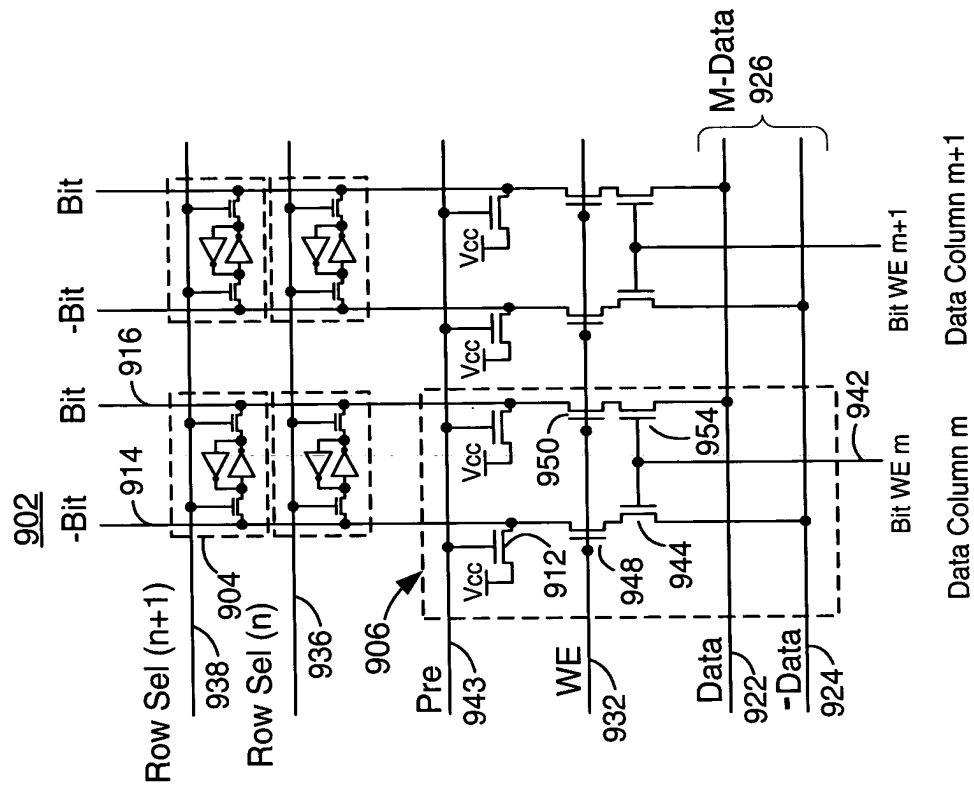 902
-Bit
914
Bit
916
-Bit
Bit
Row Sel (n+1)
938
904
Row Sel (n)
936
906
Pre
943
Vcc
912
Vcc
Vcc
Vcc
WE
932
948
950
944
954
M-Data
926
Data
922
-Data
924
942
Bit WE m
Bit WE m+1
Data Column m
Data Column m+1